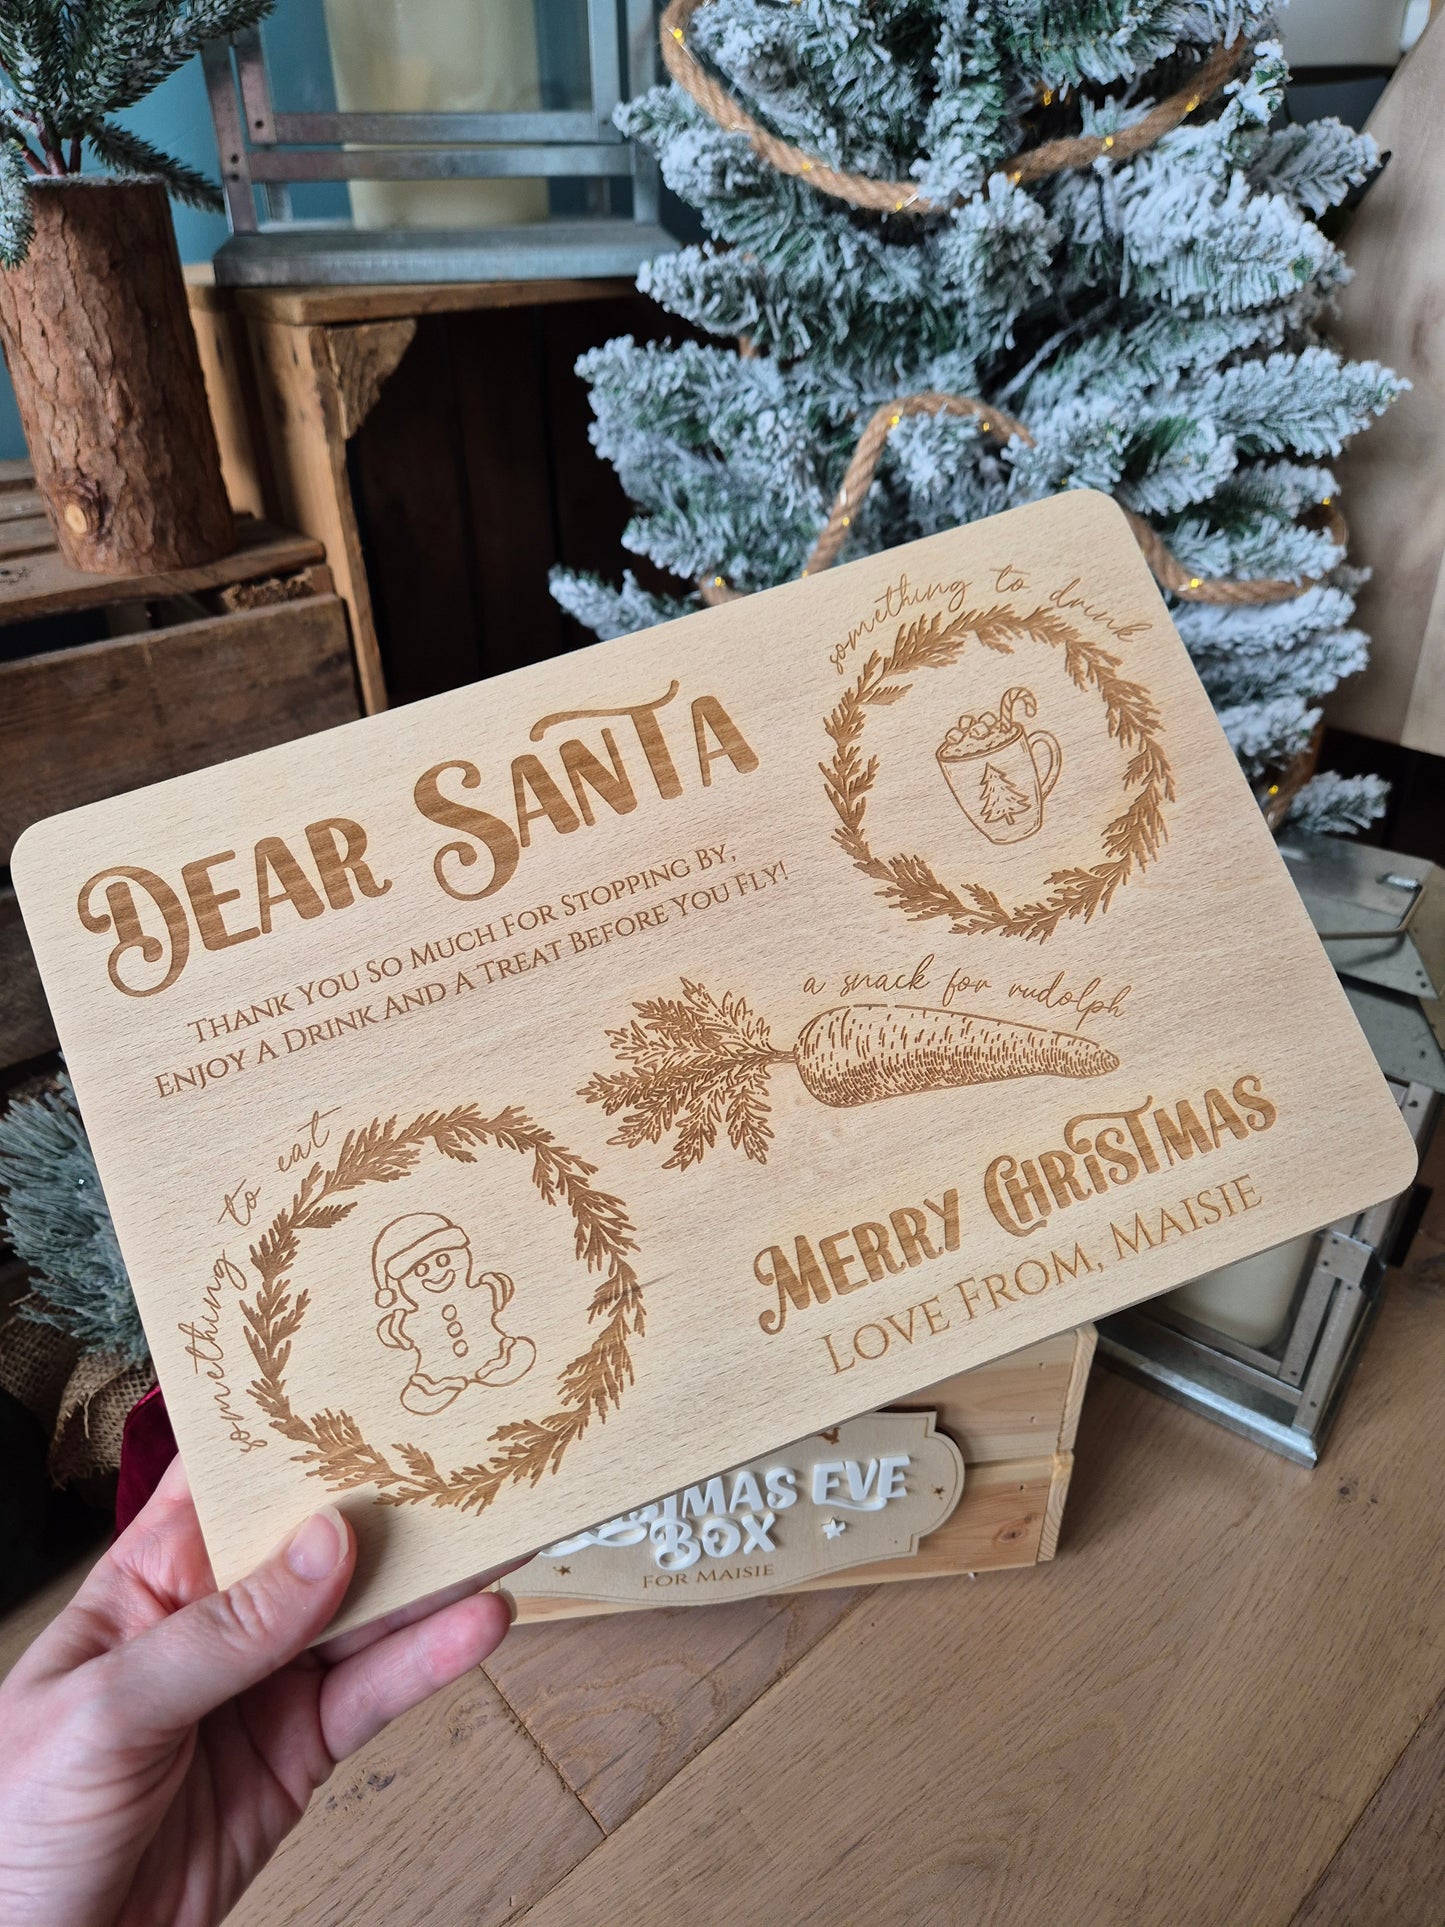 Dear Santa
Thank You So Much For Stopping By,
Enjoy A Drink And A Treat Before You Fly!
something to drink
a snack for rudolph
something to eat
Merry Christmas
Love From, Maisie
Eve
Box
For Maisie